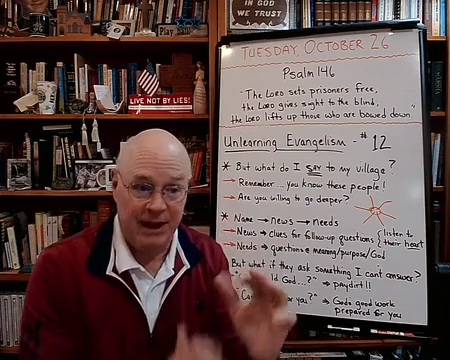 IN GOD
WE TRUST
LIVE NOT BY LIES!
TUESDAY, OCTOBER 26
Psalm 146
"The LORD sets prisoners free,
the LORD gives sight to the blind,
the LORD lifts up those who are bowed down."
Unlearning Evangelism - #12
* But what do I SAY to my village?
→ Remember... you know these people!
→ Are you willing to go deeper?
* Name → news → needs
→ News → clues for follow-up questions
→ Needs → questions @ meaning/purpose/God
(listen to
their heart
But what if they ask something I can't answer?
God...?" → paydirt!!
for you?" → God's good work
prepared for you